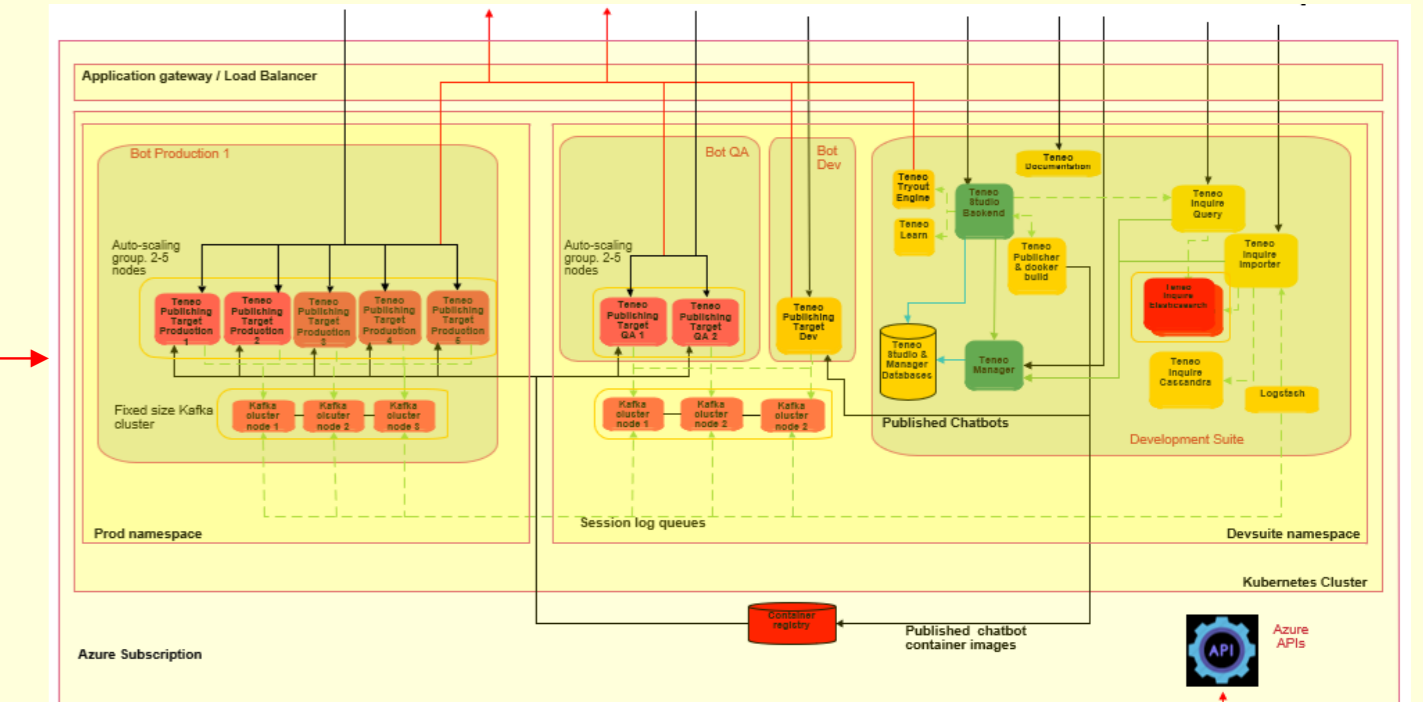 Application gateway / Load Balancer
Bot Production 1
Auto-scaling
group. 2-5
nodes
Teneo
Publishing
Target
Production
1
Teneo
Publishing
Target
Production
2
Teneo
Publishing
Target
Production
3
Teneo
Publishing
Target
Production
4
Teneo
Publishing
Target
Production
5
Fixed size Kafka
cluster
Kafka
cluster
node 1
Kafka
cluster
node 2
Kafka
cluster
node 3
Prod namespace
Bot QA
Auto-scaling
group. 2-5
nodes
Teneo
Publishing
Target
QA 1
Teneo
Publishing
Target
QA 2
Bot
Dev
Teneo
Publishing
Target
Dev
Kafka
cluster
node 1
Kafka
cluster
node 2
Kafka
cluster
node 2
Session log queues
Teneo
Tryout
Engine
Teneo
Learn
Teneo
Studio
Backend
Teneo
Documentation
Teneo
Publisher
& docker
build
Teneo
Inquire
Query
Teneo
Inquire
Importer
Teneo
Inquire
Elasticsearch
Teneo
Studio &
Manager
Databases
Teneo
Manager
Teneo
Inquire
Cassandra
Logstash
Published Chatbots
Development Suite
Devsuite namespace
Kubernetes Cluster
Container
registry
Published chatbot
container images
API
Azure
APIs
Azure Subscription